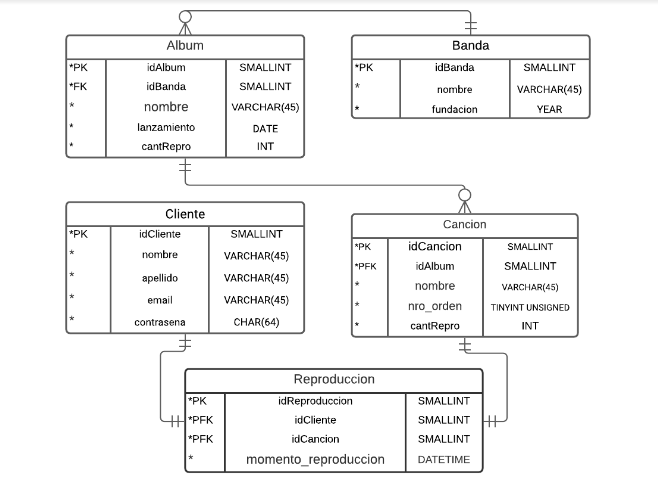 Album
*PK idAlbum SMALLINT
*FK idBanda SMALLINT
* nombre VARCHAR(45)
* lanzamiento DATE
* cantRepro INT
Banda
*PK idBanda SMALLINT
* nombre VARCHAR(45)
* fundacion YEAR
Cliente
*PK idCliente SMALLINT
* nombre VARCHAR(45)
* apellido VARCHAR(45)
* email VARCHAR(45)
* contrasena CHAR(64)
Cancion
*PK idCancion SMALLINT
*PFK idAlbum SMALLINT
* nombre VARCHAR(45)
* nro_orden TINYINT UNSIGNED
* cantRepro INT
Reproduccion
*PK idReproduccion SMALLINT
*PFK idCliente SMALLINT
*PFK idCancion SMALLINT
* momento_reproduccion DATETIME